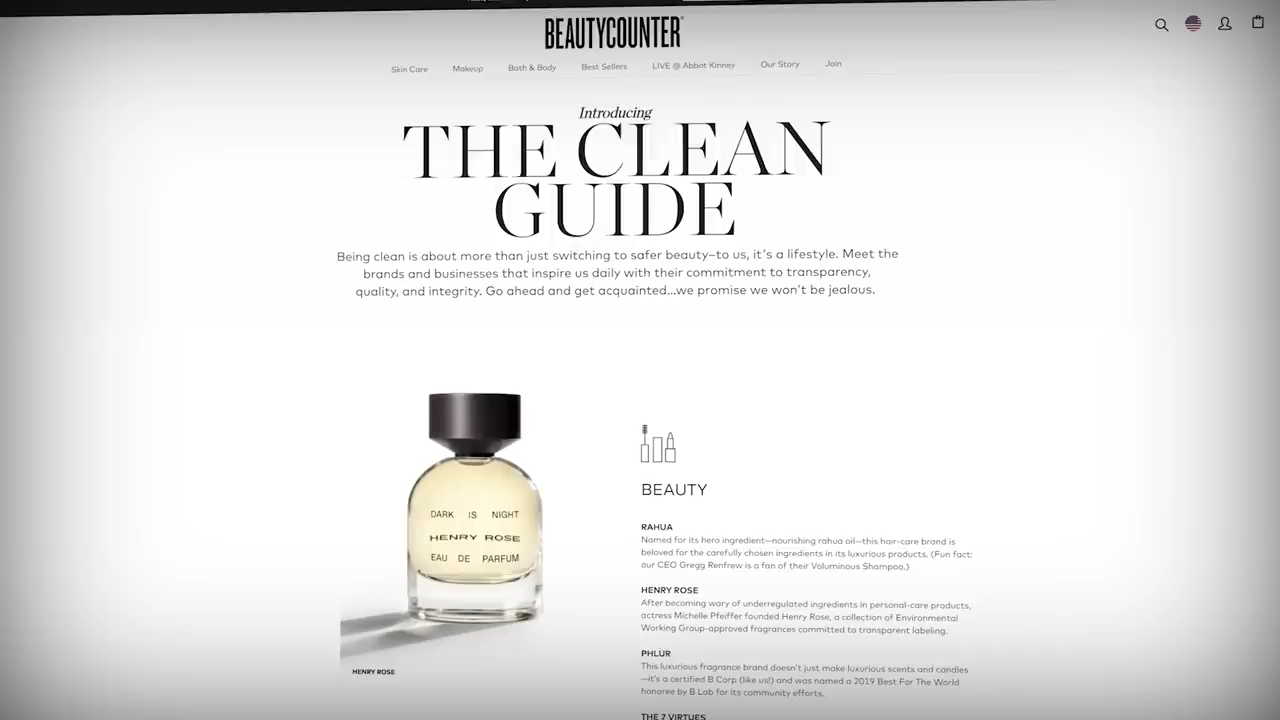 BEAUTYCOUNTER
Skin Care Makeup Bath & Body Best Sellers LIVE @ Abbot Kinney Our Story Join
Introducing
THE CLEAN
GUIDE
Being clean is about more than just switching to safer beauty–to us, it's a lifestyle. Meet the
brands and businesses that inspire us daily with their commitment to transparency,
quality, and integrity. Go ahead and get acquainted...we promise we won't be jealous.
DARK IS NIGHT
HENRY ROSE
EAU DE PARFUM
HENRY ROSE
BEAUTY
RAHUA
Named for its hero ingredient—nourishing rahua oil—this hair-care brand is
beloved for the carefully chosen ingredients in its luxurious products. (Fun fact:
our CEO Gregg Renfrew is a fan of their Voluminous Shampoo.)
HENRY ROSE
After becoming wary of underregulated ingredients in personal-care products,
actress Michelle Pfeiffer founded Henry Rose, a collection of Environmental
Working Group-approved fragrances committed to transparent labeling.
PHLUR
This luxurious fragrance brand doesn't just make luxurious scents and candles
—it's a certified B Corp (like us!) and was named a 2019 Best For The World
honoree by B Lab for its community efforts.
THE 7 VIRTUES